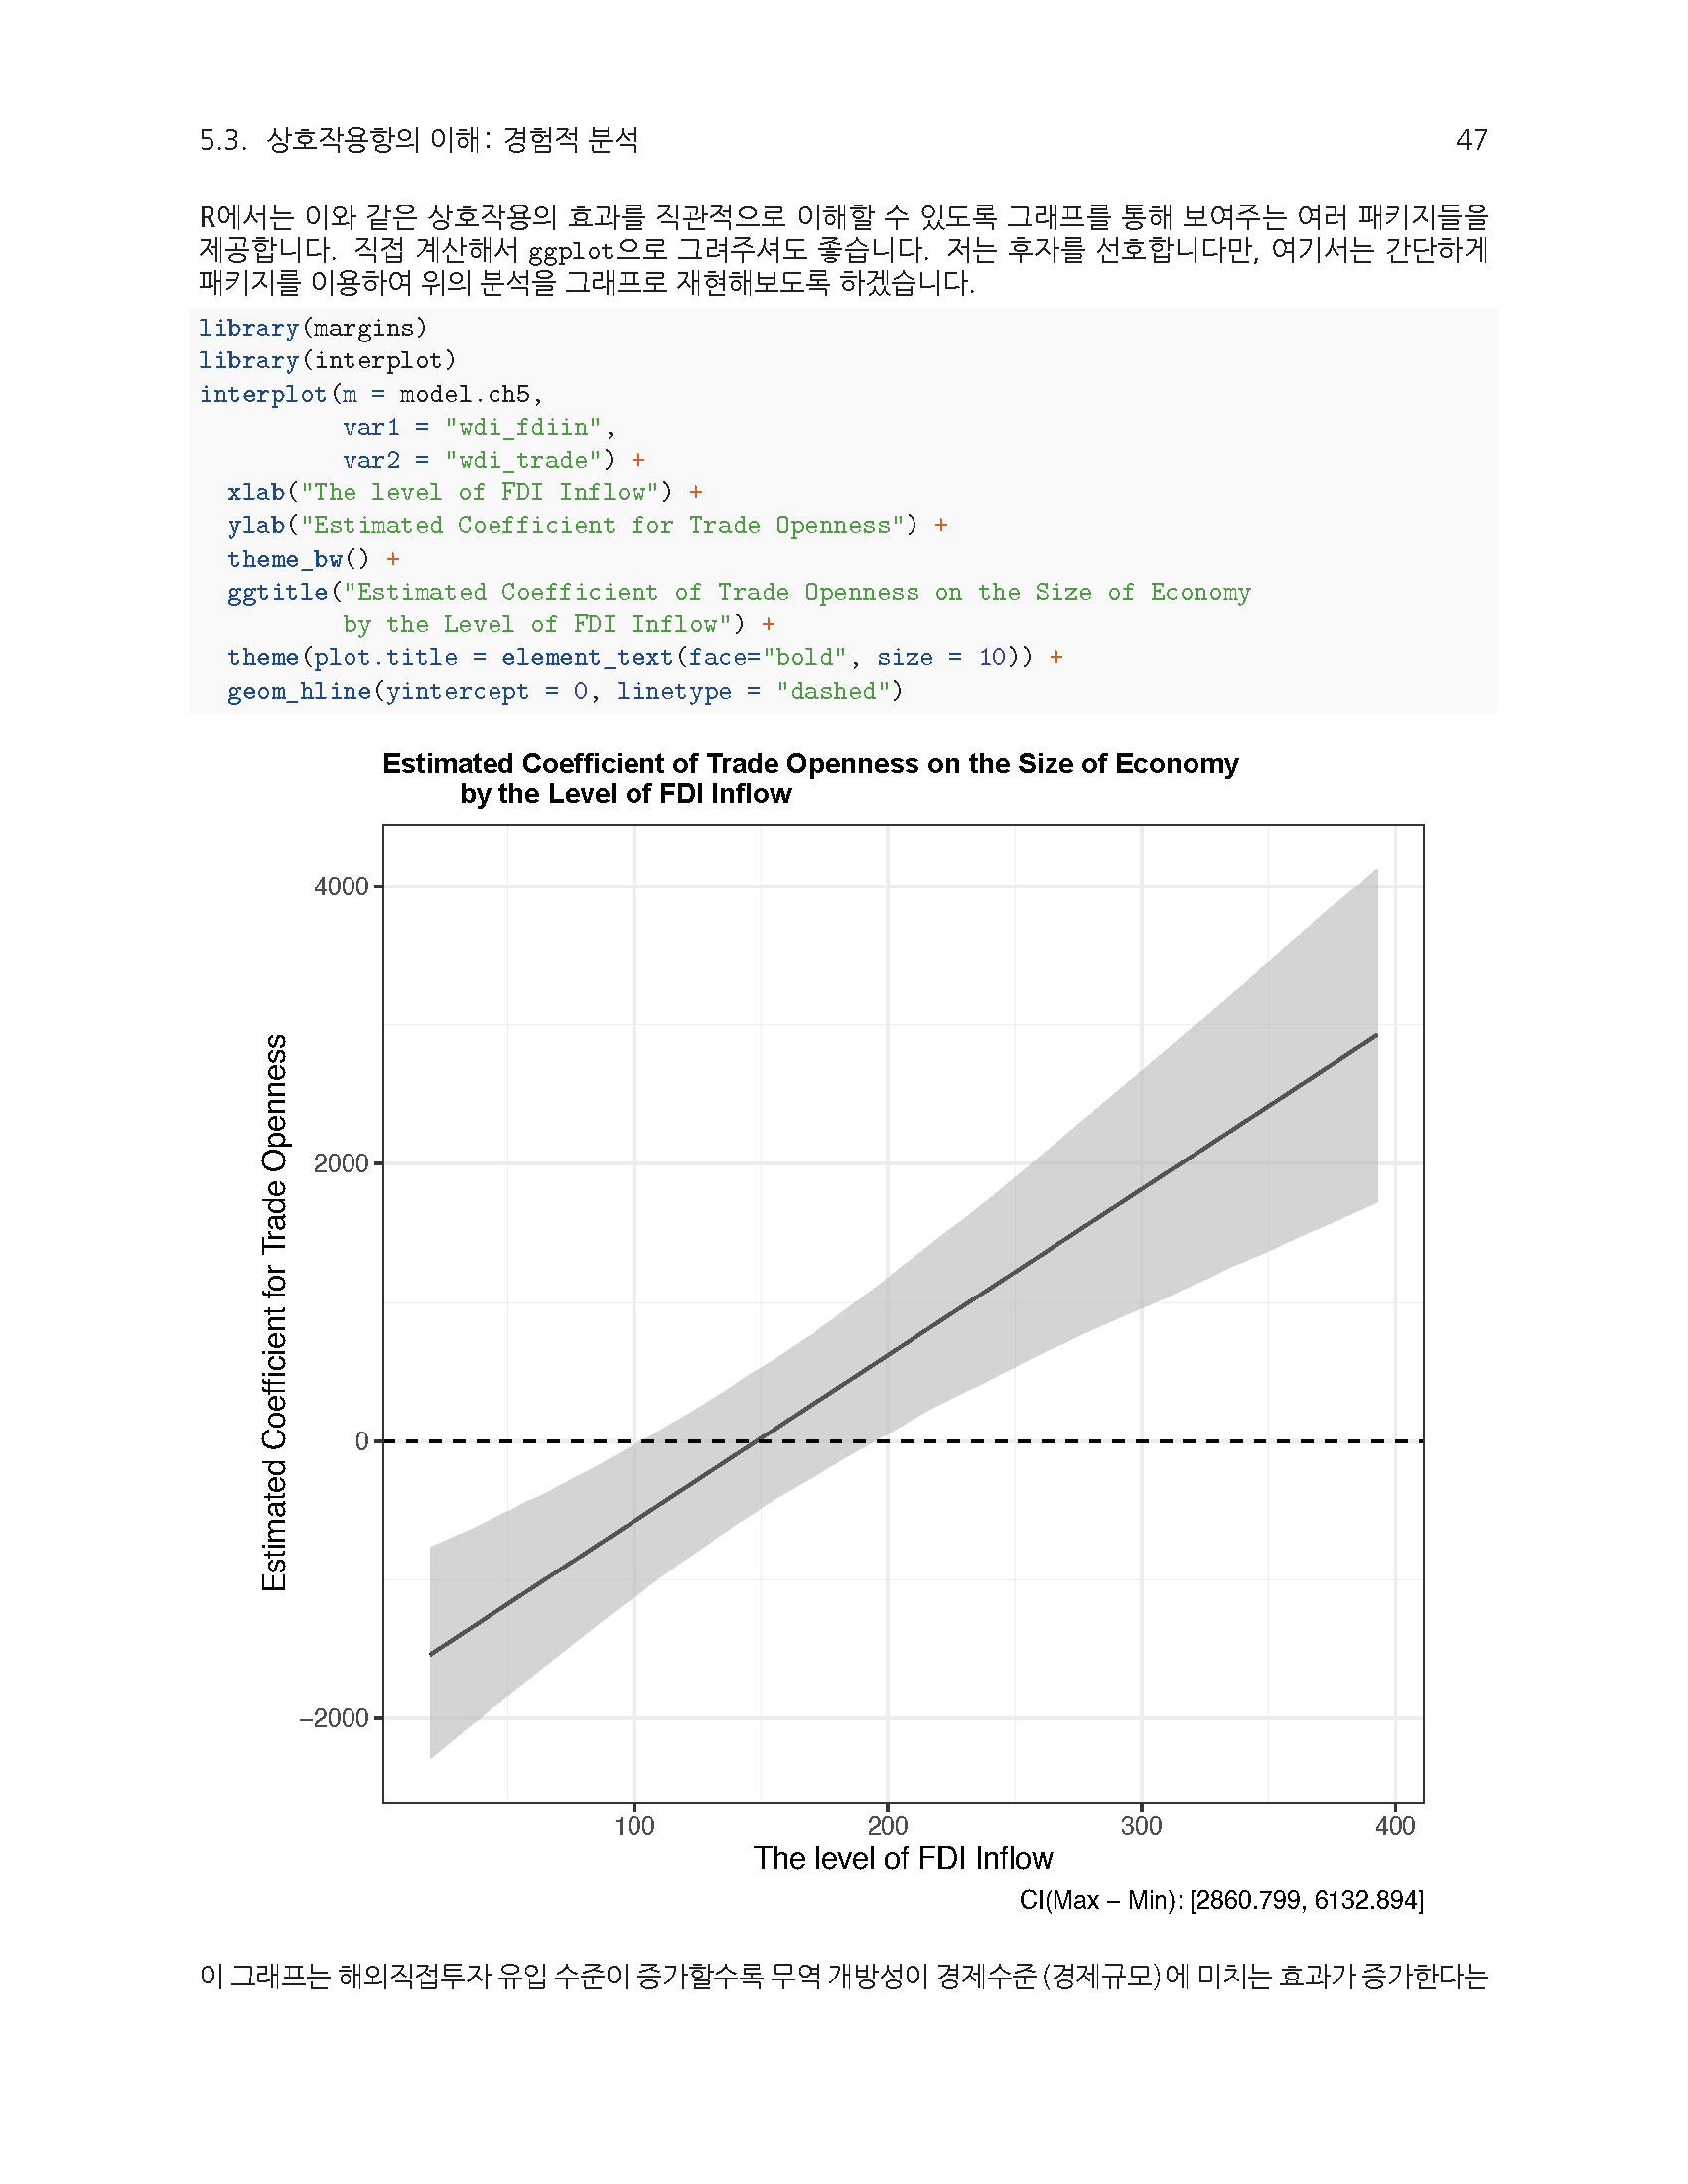 5.3. 상호작용항의 이해: 경험적 분석 47
R에서는 이와 같은 상호작용의 효과를 직관적으로 이해할 수 있도록 그래프를 통해 보여주는 여러 패키지들을
제공합니다. 직접 계산해서 ggplot으로 그려주셔도 좋습니다. 저는 후자를 선호합니다만, 여기서는 간단하게
패키지를 이용하여 위의 분석을 그래프로 재현해보도록 하겠습니다.
library(margins)
library(interplot)
interplot(m = model.ch5,
var1 = "wdi_fdiin",
var2 = "wdi_trade") +
xlab("The level of FDI Inflow") +
ylab("Estimated Coefficient for Trade Openness") +
theme_bw() +
ggtitle("Estimated Coefficient of Trade Openness on the Size of Economy
by the Level of FDI Inflow") +
theme(plot.title = element_text(face="bold", size = 10)) +
geom_hline(yintercept = 0, linetype = "dashed")
Estimated Coefficient of Trade Openness on the Size of Economy
by the Level of FDI Inflow
Estimated Coefficient for Trade Openness
4000
2000
0
−2000
100 200 300 400
The level of FDI Inflow
CI(Max − Min): [2860.799, 6132.894]
이 그래프는 해외직접투자 유입 수준이 증가할수록 무역 개방성이 경제수준(경제규모)에 미치는 효과가 증가한다는